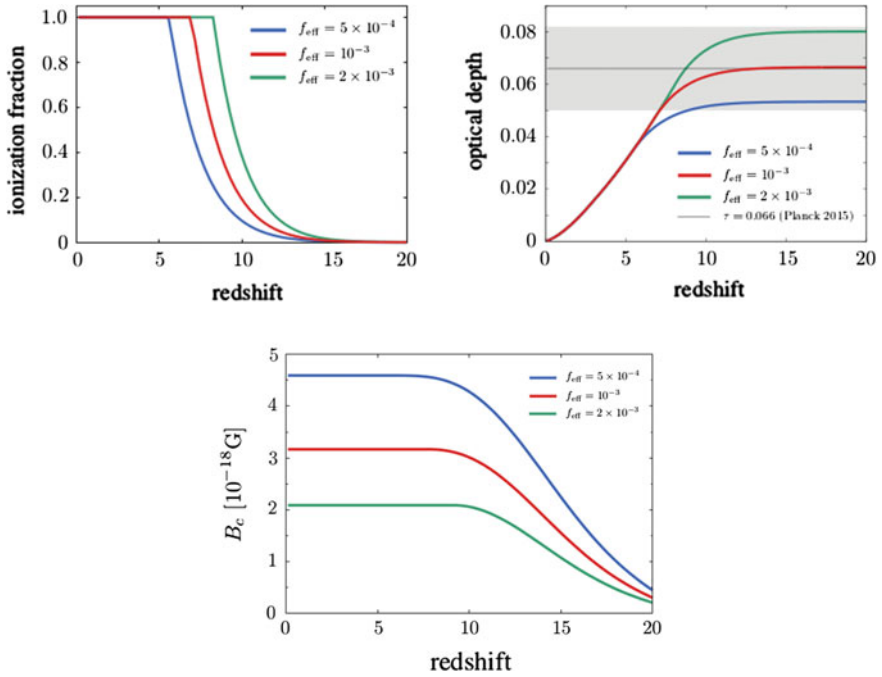 1.0
0.8
0.6
0.4
0.2
0
ionization fraction
f_eff = 5 × 10⁻⁴
f_eff = 10⁻³
f_eff = 2 × 10⁻³
0 5 10 15 20
redshift
0.08
0.06
0.04
0.02
0.0
optical depth
f_eff = 5 × 10⁻⁴
f_eff = 10⁻³
f_eff = 2 × 10⁻³
τ = 0.066 (Planck 2015)
0 5 10 15 20
redshift
5
4
3
2
1
0
B_c [10⁻¹⁸G]
f_eff = 5 × 10⁻⁴
f_eff = 10⁻³
f_eff = 2 × 10⁻³
0 5 10 15 20
redshift